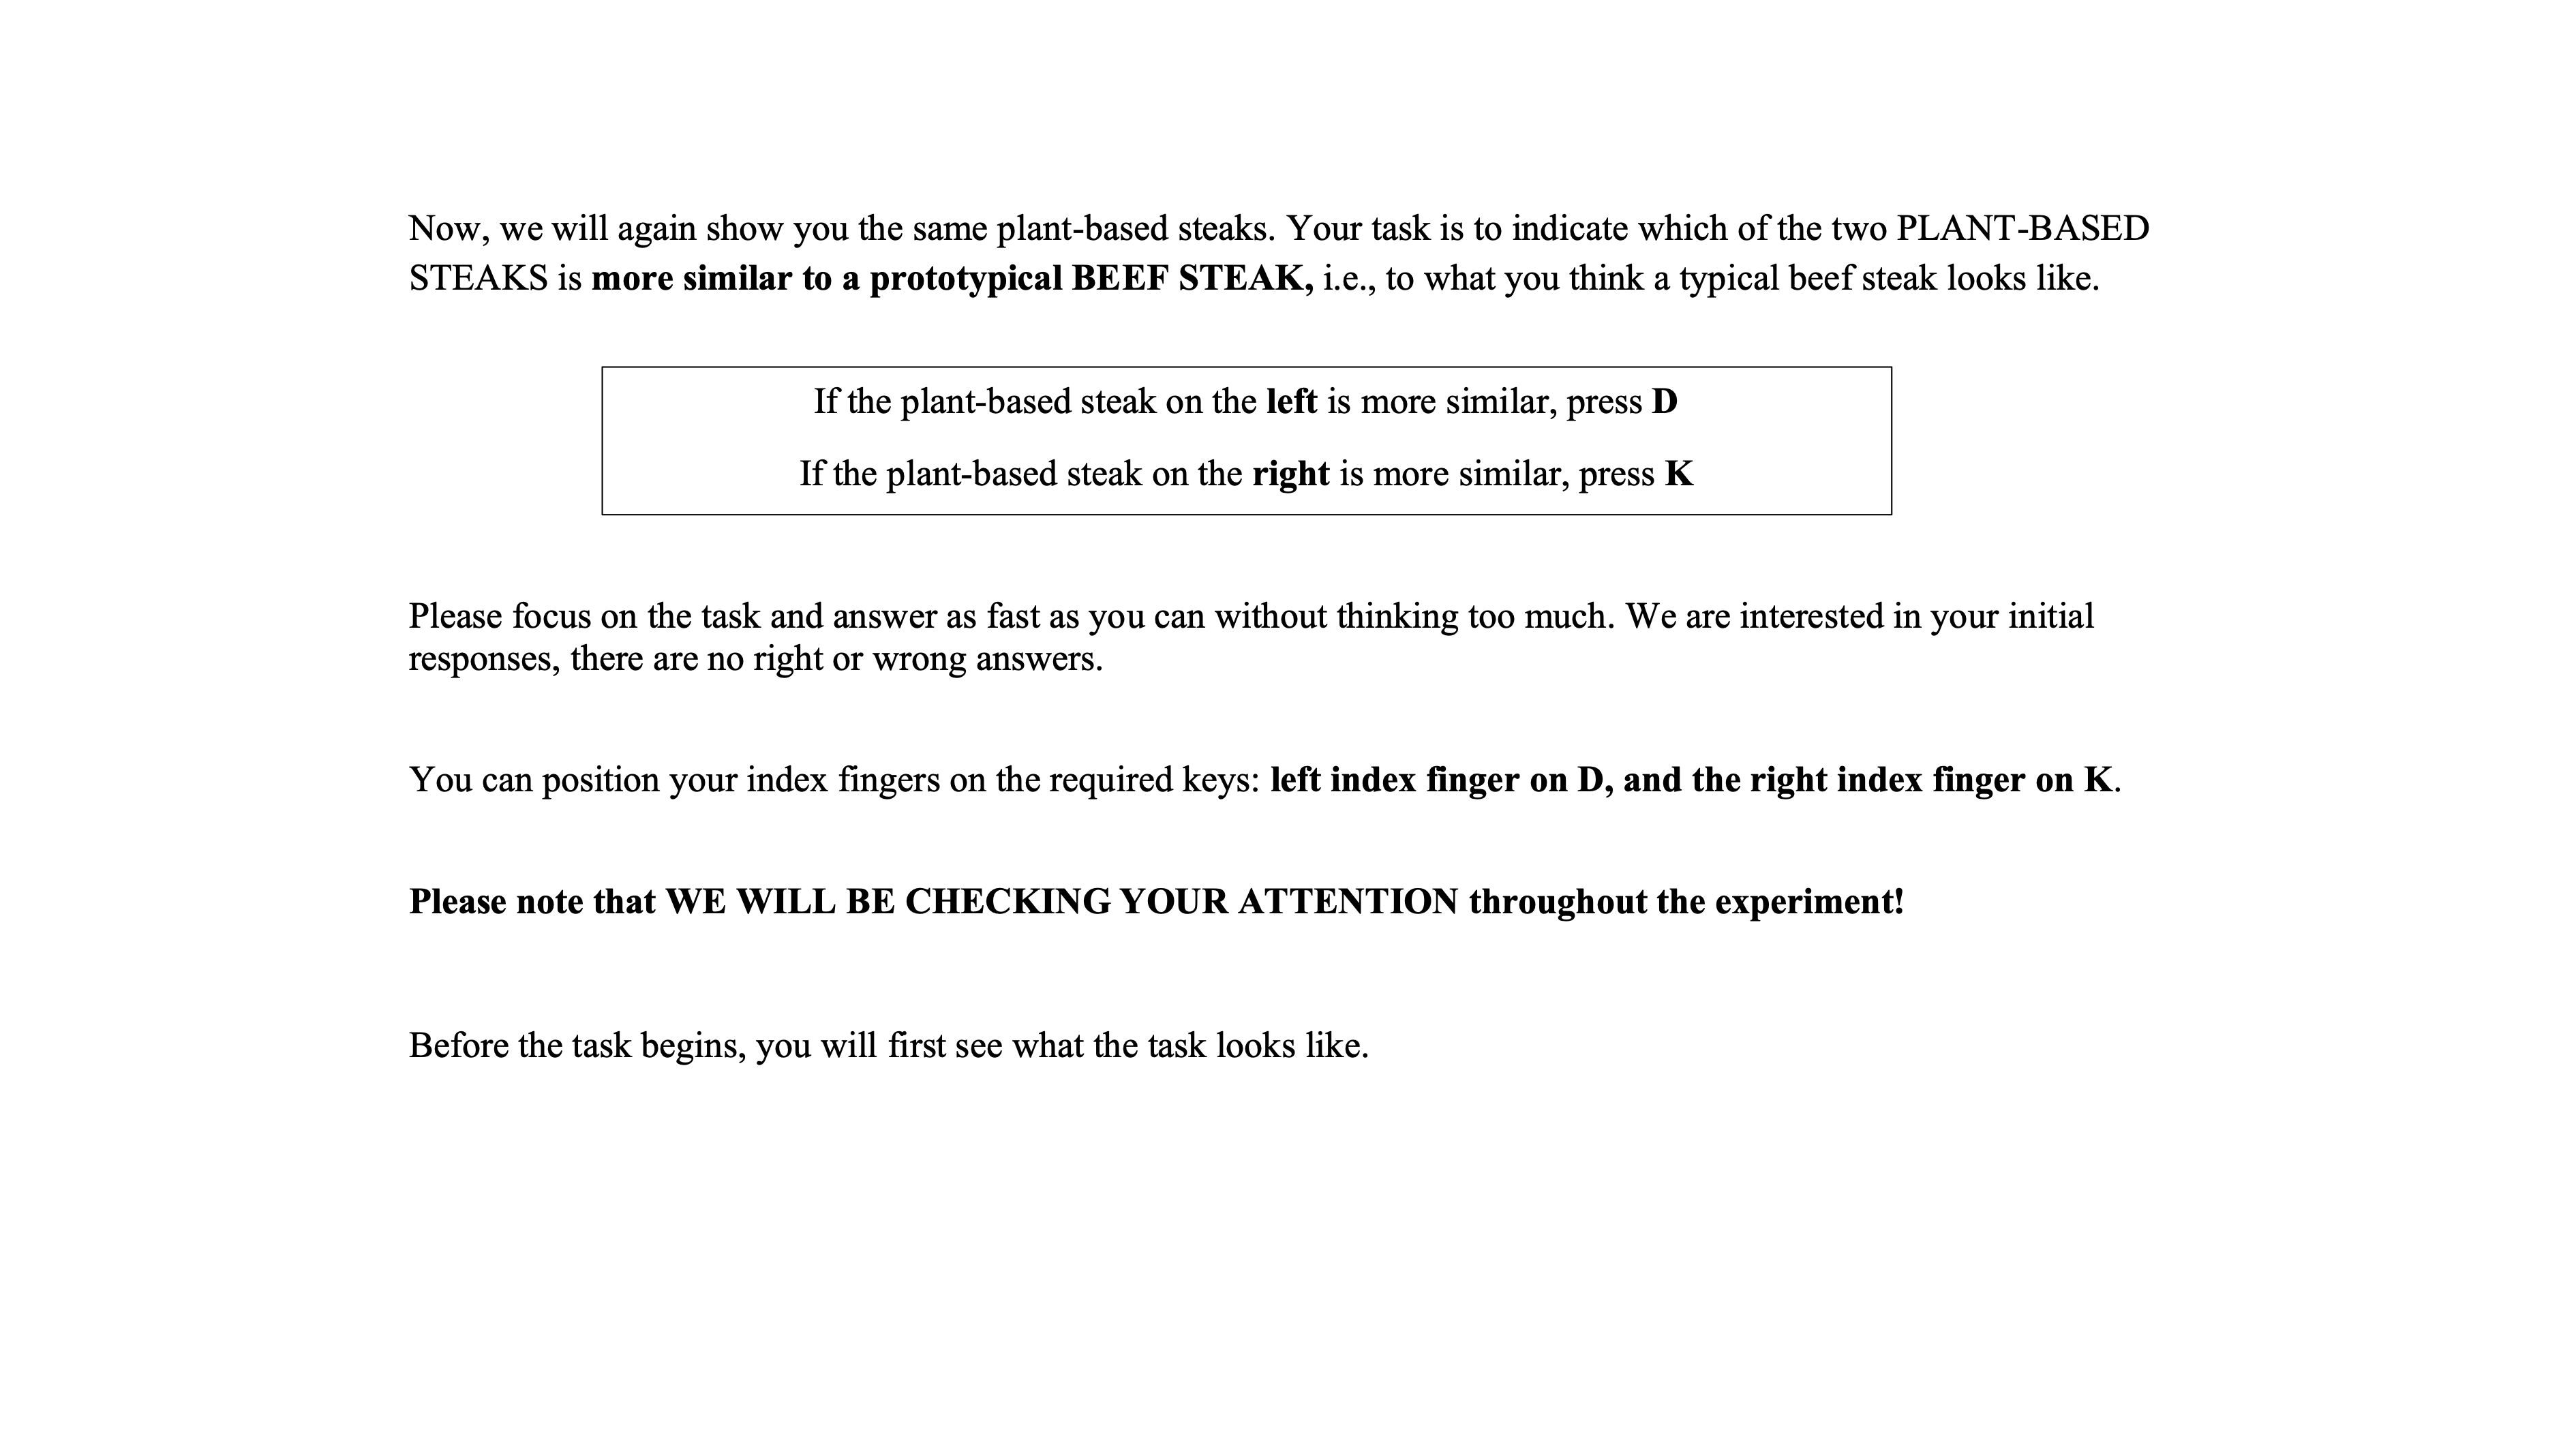 Now, we will again show you the same plant-based steaks. Your task is to indicate which of the two PLANT-BASED
STEAKS is more similar to a prototypical BEEF STEAK, i.e., to what you think a typical beef steak looks like.
If the plant-based steak on the left is more similar, press D
If the plant-based steak on the right is more similar, press K
Please focus on the task and answer as fast as you can without thinking too much. We are interested in your initial
responses, there are no right or wrong answers.
You can position your index fingers on the required keys: left index finger on D, and the right index finger on K.
Please note that WE WILL BE CHECKING YOUR ATTENTION throughout the experiment!
Before the task begins, you will first see what the task looks like.